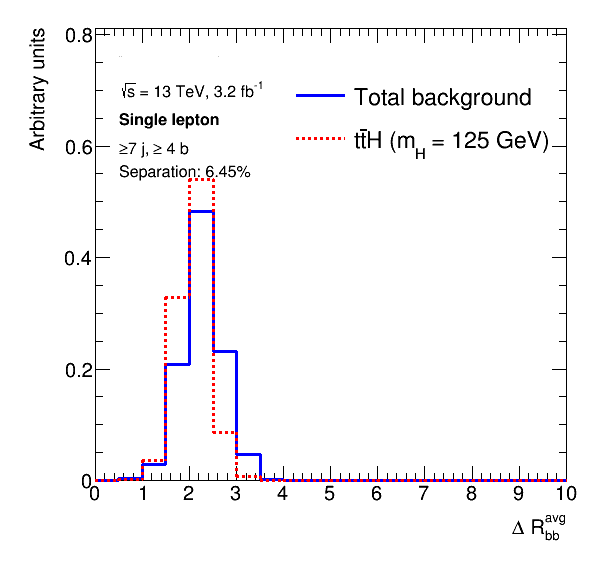 Arbitrary units
0.8
0.6
0.4
0.2
0
√s = 13 TeV, 3.2 fb⁻¹
Single lepton
≥7 j, ≥ 4 b
Separation: 6.45%
Total background
tt̄H (m_H = 125 GeV)
0 1 2 3 4 5 6 7 8 9 10
Δ R_bb^avg